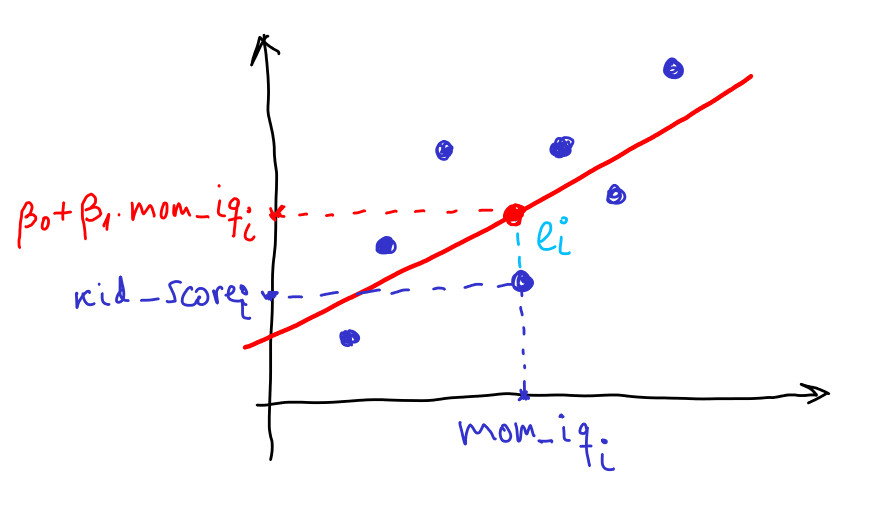 β₀+β₁·mom_iqᵢ
eᵢ
kid_scoreᵢ
mom_iqᵢ